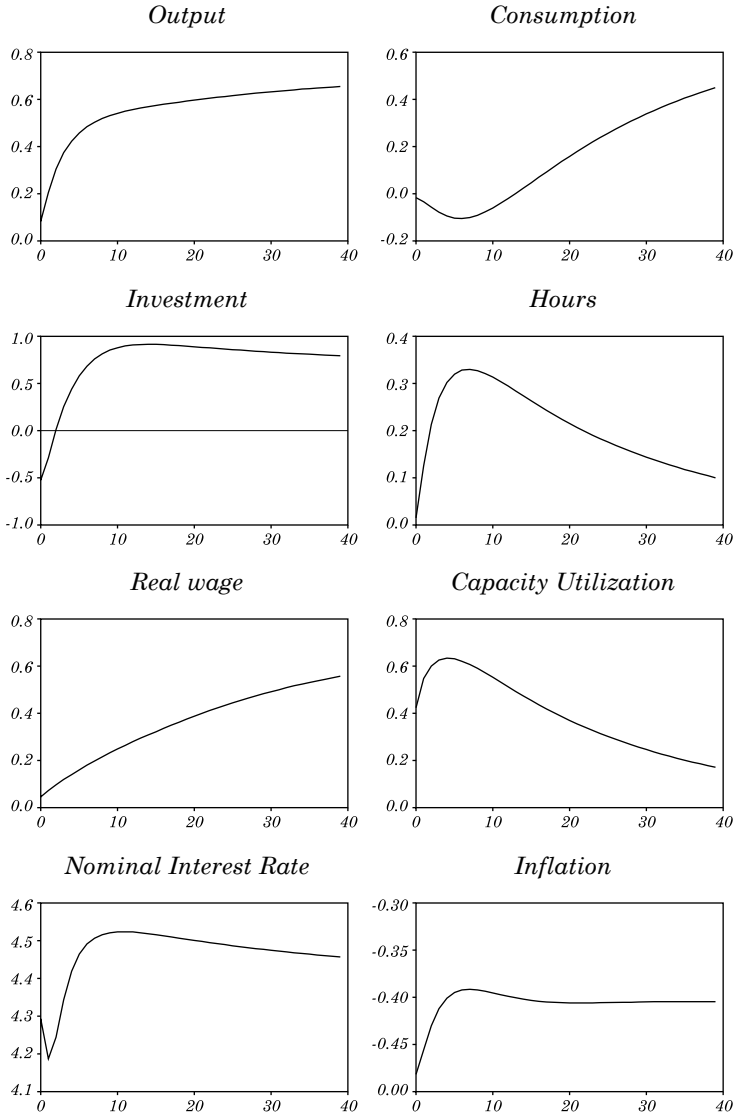 Output
0.8
0.6
0.4
0.2
0.0
0 10 20 30 40
Consumption
0.6
0.4
0.2
0.0
-0.2
0 10 20 30 40
Investment
1.0
0.5
0.0
-0.5
-1.0
0 10 20 30 40
Hours
0.4
0.3
0.2
0.1
0.0
0 10 20 30 40
Real wage
0.8
0.6
0.4
0.2
0.0
0 10 20 30 40
Capacity Utilization
0.8
0.6
0.4
0.2
0.0
0 10 20 30 40
Nominal Interest Rate
4.6
4.5
4.4
4.3
4.2
4.1
0 10 20 30 40
Inflation
-0.30
-0.35
-0.40
-0.45
0.00
0 10 20 30 40